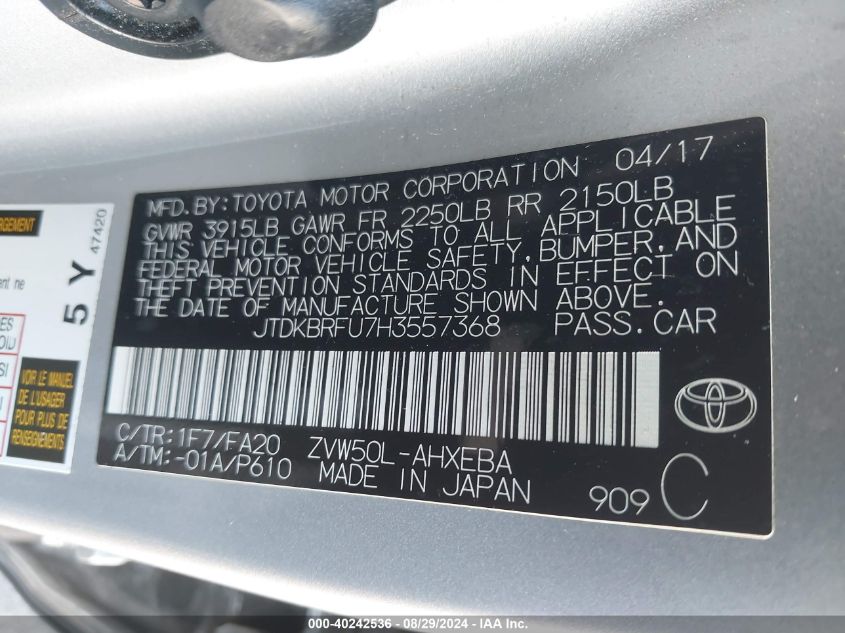 MFD.BY:TOYOTA MOTOR CORPORATION 04/17
GVWR 3915LB GAWR FR 2250LB RR 2150LB
THIS VEHICLE CONFORMS TO ALL APPLICABLE
FEDERAL MOTOR VEHICLE SAFETY,BUMPER,AND
THEFT PREVENTION STANDARDS IN EFFECT ON
THE DATE OF MANUFACTURE SHOWN ABOVE.
JTDKBRFU7H3557368 PASS.CAR
C/TR:1F7/FA20 ZVW50L-AHXEBA
A/TM:-01A/P610 MADE IN JAPAN
909 C
ent ne
5 Y 47420
VOIR LE MANUEL
DE L'USAGER
POUR PLUS DE
RENSEIGNEMENTS
000-40242536 - 08/29/2024 - IAA Inc.